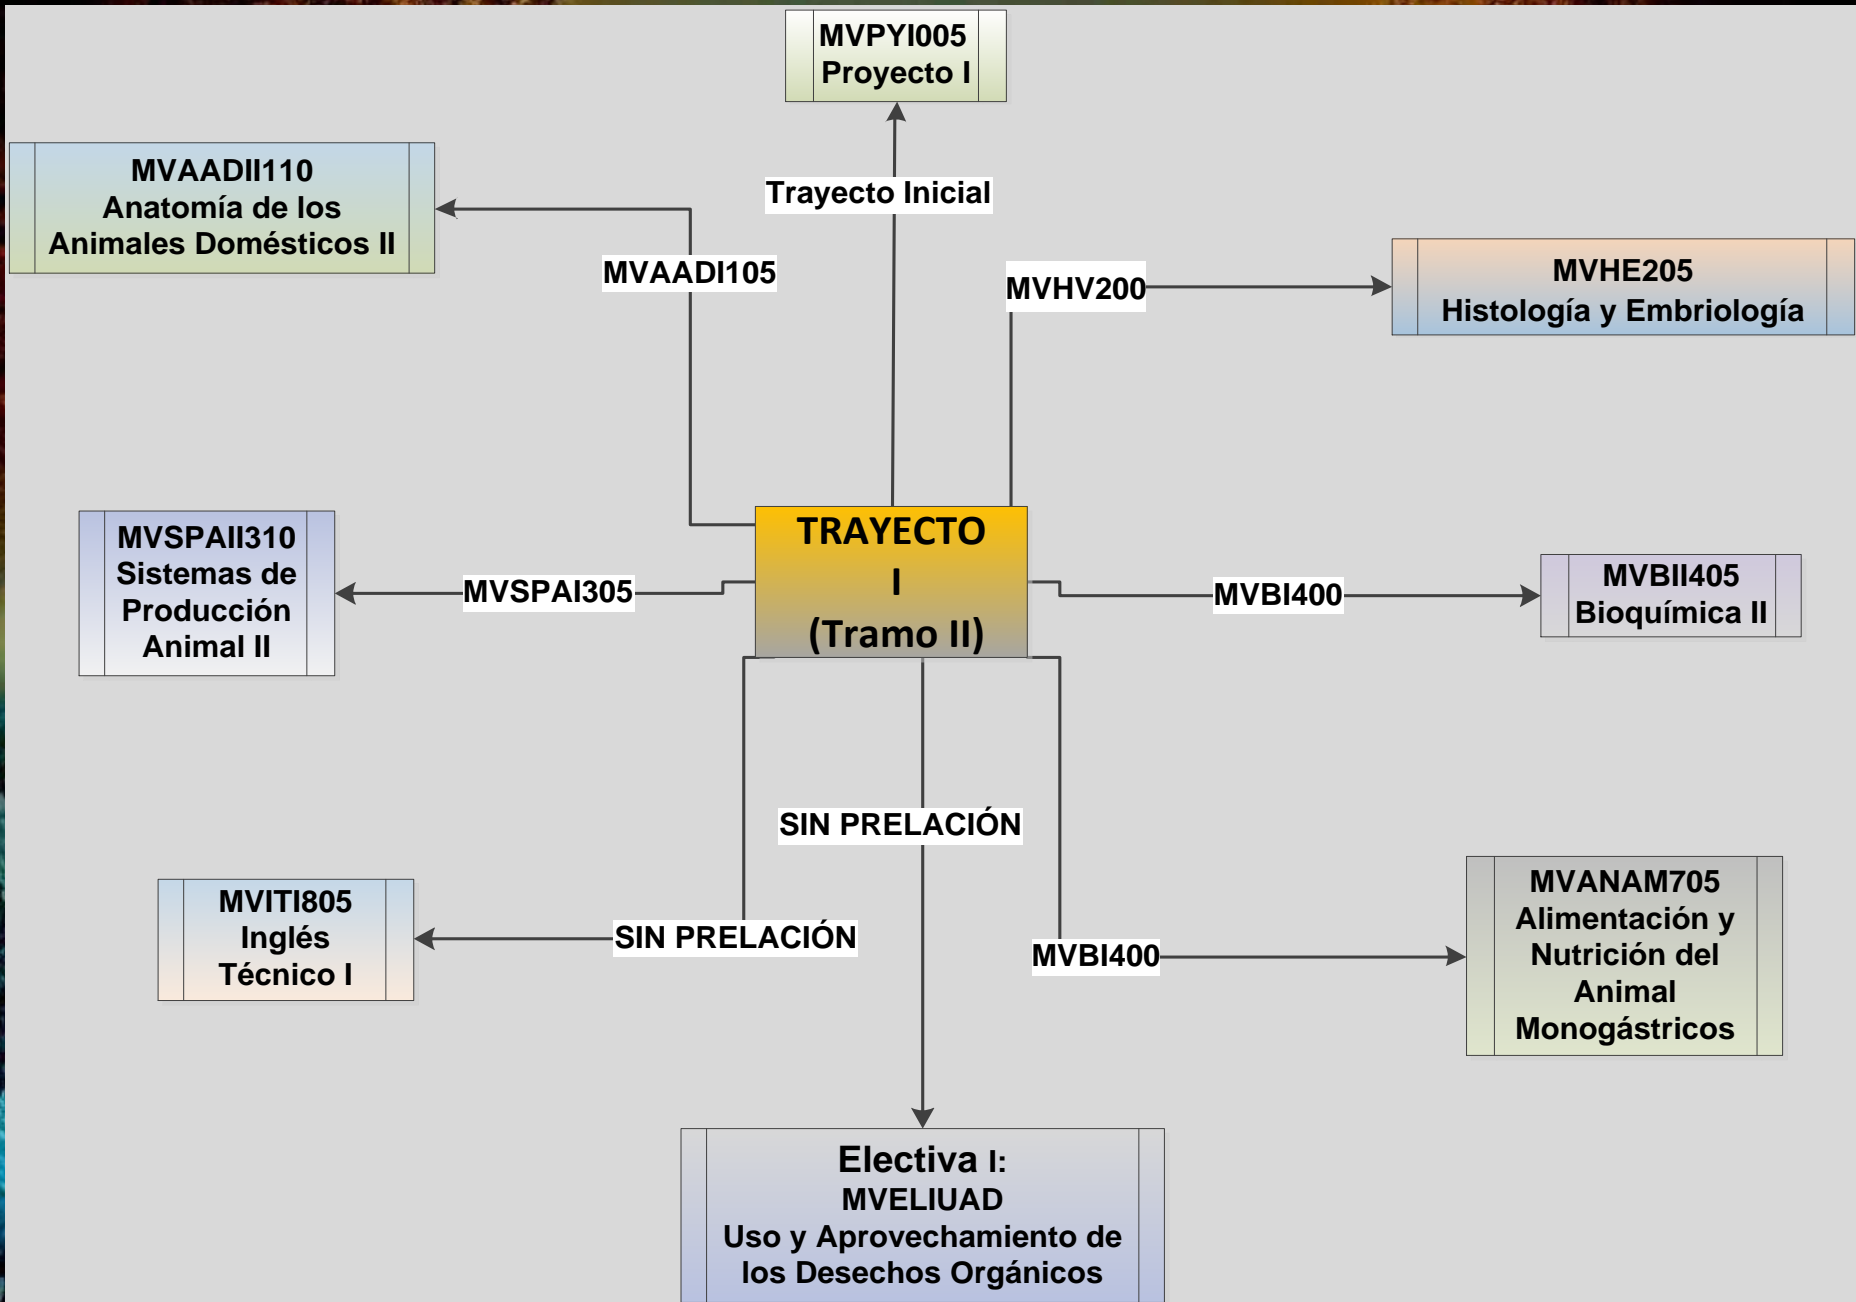 MVPYI005
Proyecto I
MVAADII110
Anatomía de los
Animales Domésticos II
Trayecto Inicial
MVAADI105
MVHV200
MVHE205
Histología y Embriología
MVSPAII310
Sistemas de
Producción
Animal II
MVSPAI305
TRAYECTO
I
(Tramo II)
MVBI400
MVBII405
Bioquímica II
SIN PRELACIÓN
MVITI805
Inglés
Técnico I
SIN PRELACIÓN
MVBI400
MVANAM705
Alimentación y
Nutrición del
Animal
Monogástricos
Electiva I:
MVELIUAD
Uso y Aprovechamiento de
los Desechos Orgánicos